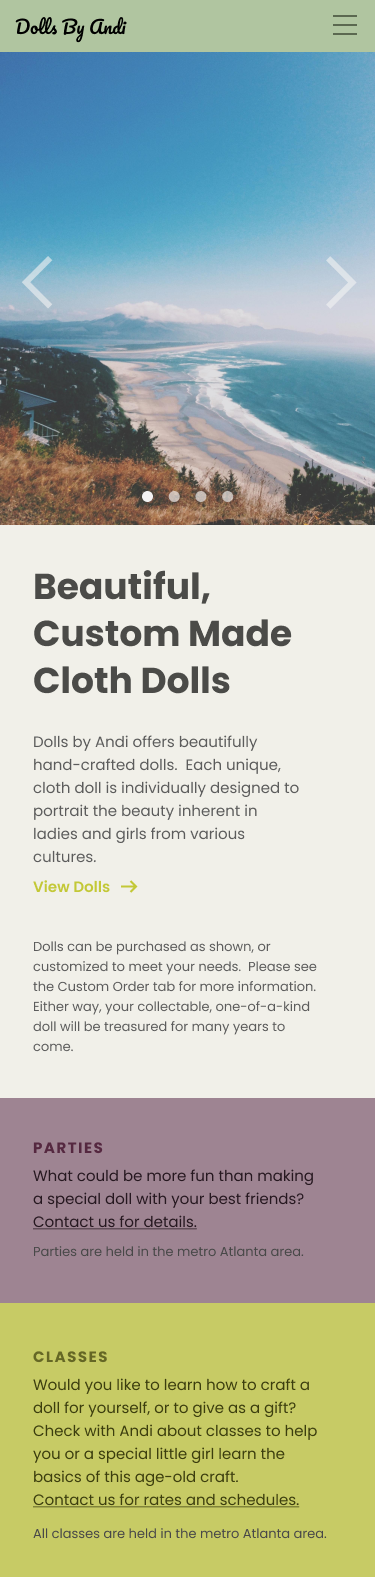 Dolls By Andi
Beautiful,
Custom Made
Cloth Dolls
Dolls by Andi offers beautifully
hand-crafted dolls.  Each unique,
cloth doll is individually designed to
portrait the beauty inherent in
ladies and girls from various
cultures.
View Dolls →
Dolls can be purchased as shown, or
customized to meet your needs.  Please see
the Custom Order tab for more information.
Either way, your collectable, one-of-a-kind
doll will be treasured for many years to
come.
PARTIES
What could be more fun than making
a special doll with your best friends?
Contact us for details.
Parties are held in the metro Atlanta area.
CLASSES
Would you like to learn how to craft a
doll for yourself, or to give as a gift?
Check with Andi about classes to help
you or a special little girl learn the
basics of this age-old craft.
Contact us for rates and schedules.
All classes are held in the metro Atlanta area.